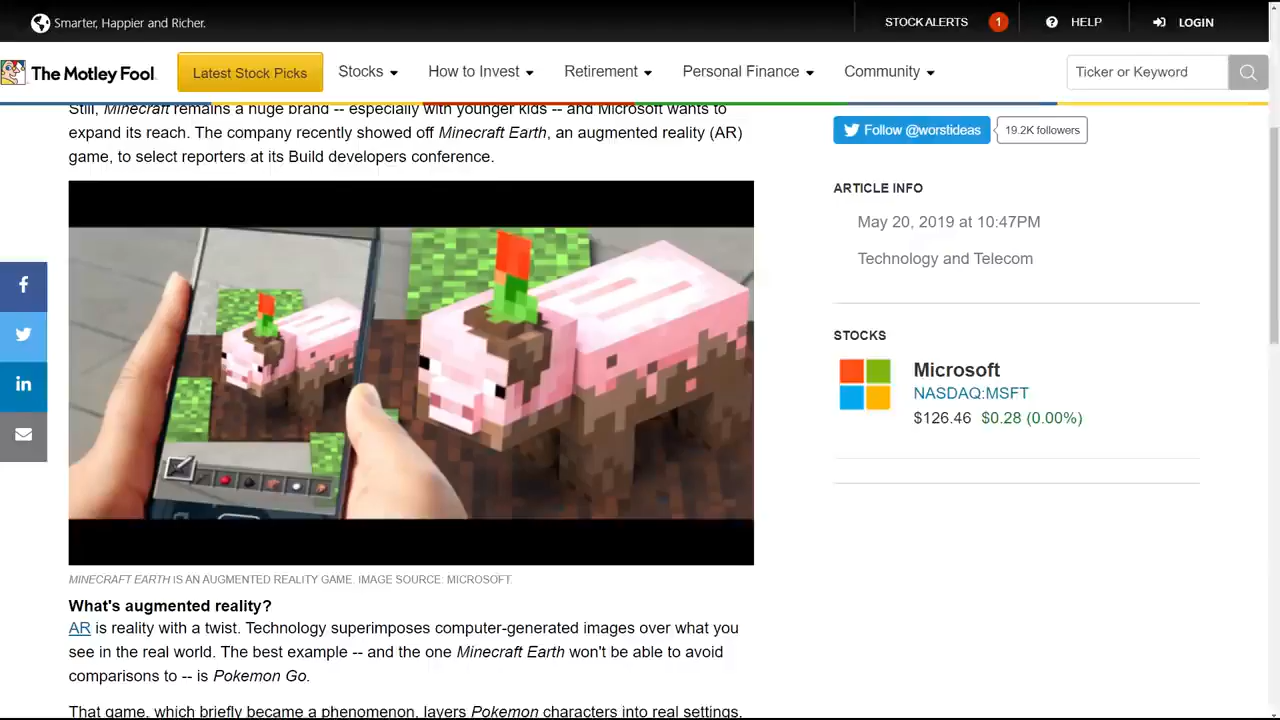 Smarter, Happier and Richer.
STOCK ALERTS 1 HELP LOGIN
The Motley Fool
Latest Stock Picks
Stocks How to Invest Retirement Personal Finance Community
Ticker or Keyword
Still, Minecraft remains a huge brand -- especially with younger kids -- and Microsoft wants to
expand its reach. The company recently showed off Minecraft Earth, an augmented reality (AR)
game, to select reporters at its Build developers conference.
MINECRAFT EARTH IS AN AUGMENTED REALITY GAME. IMAGE SOURCE: MICROSOFT.
What's augmented reality?
AR is reality with a twist. Technology superimposes computer-generated images over what you
see in the real world. The best example -- and the one Minecraft Earth won't be able to avoid
comparisons to -- is Pokemon Go.
That game, which briefly became a phenomenon, layers Pokemon characters into real settings.
Follow @worstideas 19.2K followers
ARTICLE INFO
May 20, 2019 at 10:47PM
Technology and Telecom
STOCKS
Microsoft
NASDAQ:MSFT
$126.46 $0.28 (0.00%)